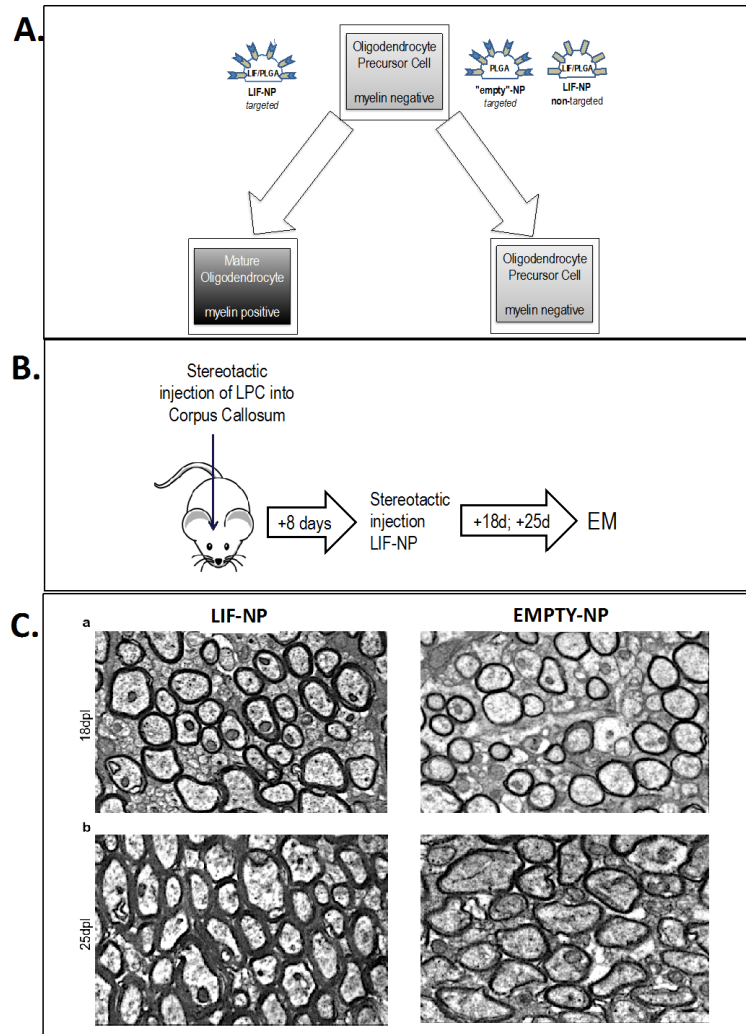 A.
LIF/PLGA
LIF-NP
targeted
Oligodendrocyte
Precursor Cell
myelin negative
PLGA
"empty"-NP
targeted
LIF/PLGA
LIF-NP
non-targeted
Mature
Oligodendrocyte
myelin positive
Oligodendrocyte
Precursor Cell
myelin negative
B.
Stereotactic
injection of LPC into
Corpus Callosum
+8 days
Stereotactic
injection
LIF-NP
+18d; +25d
EM
C.
LIF-NP
EMPTY-NP
a
18dpl
b
25dpl